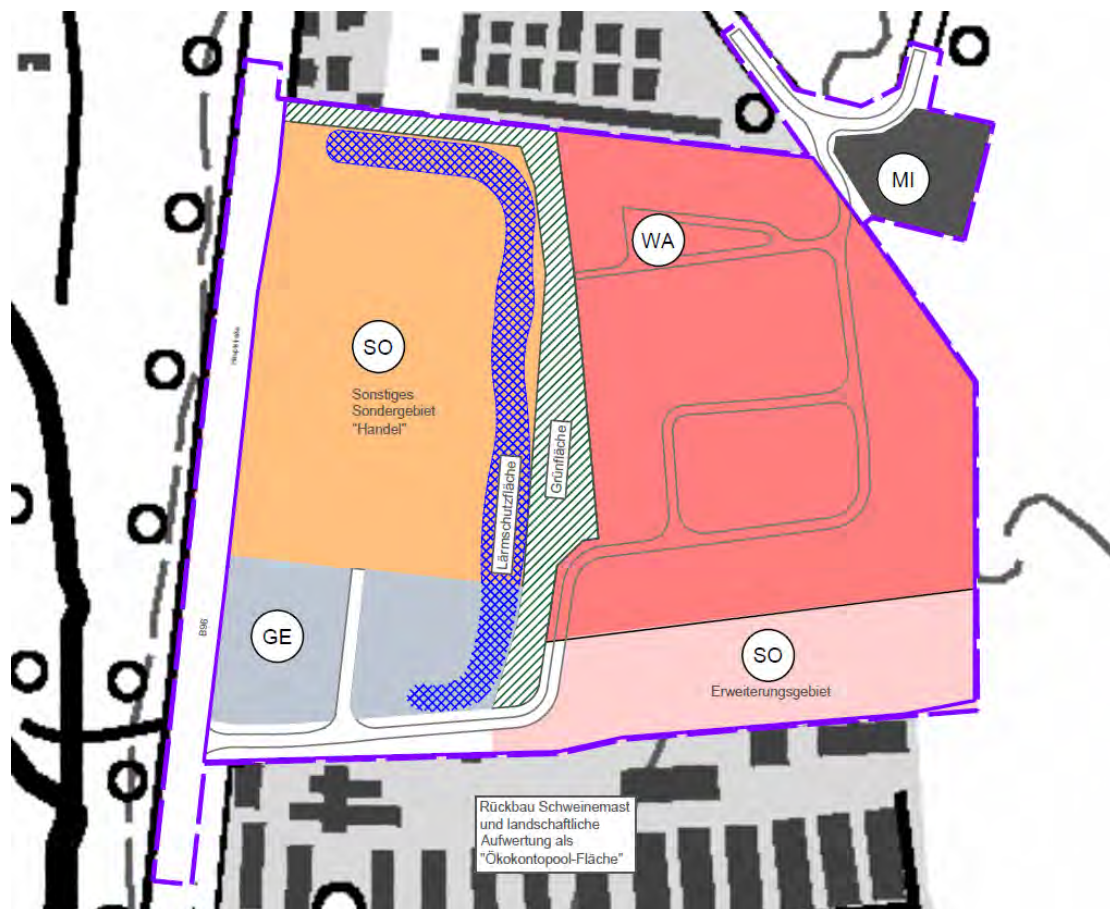 MI
WA
Hauptstraße
SO
Sonstiges
Sondergebiet
"Handel"
Grünfläche
Lärmschutzfläche
B96
GE
SO
Erweiterungsgebiet
Rückbau Schweinemast
und landschaftliche
Aufwertung als
"Ökokontopool-Fläche"